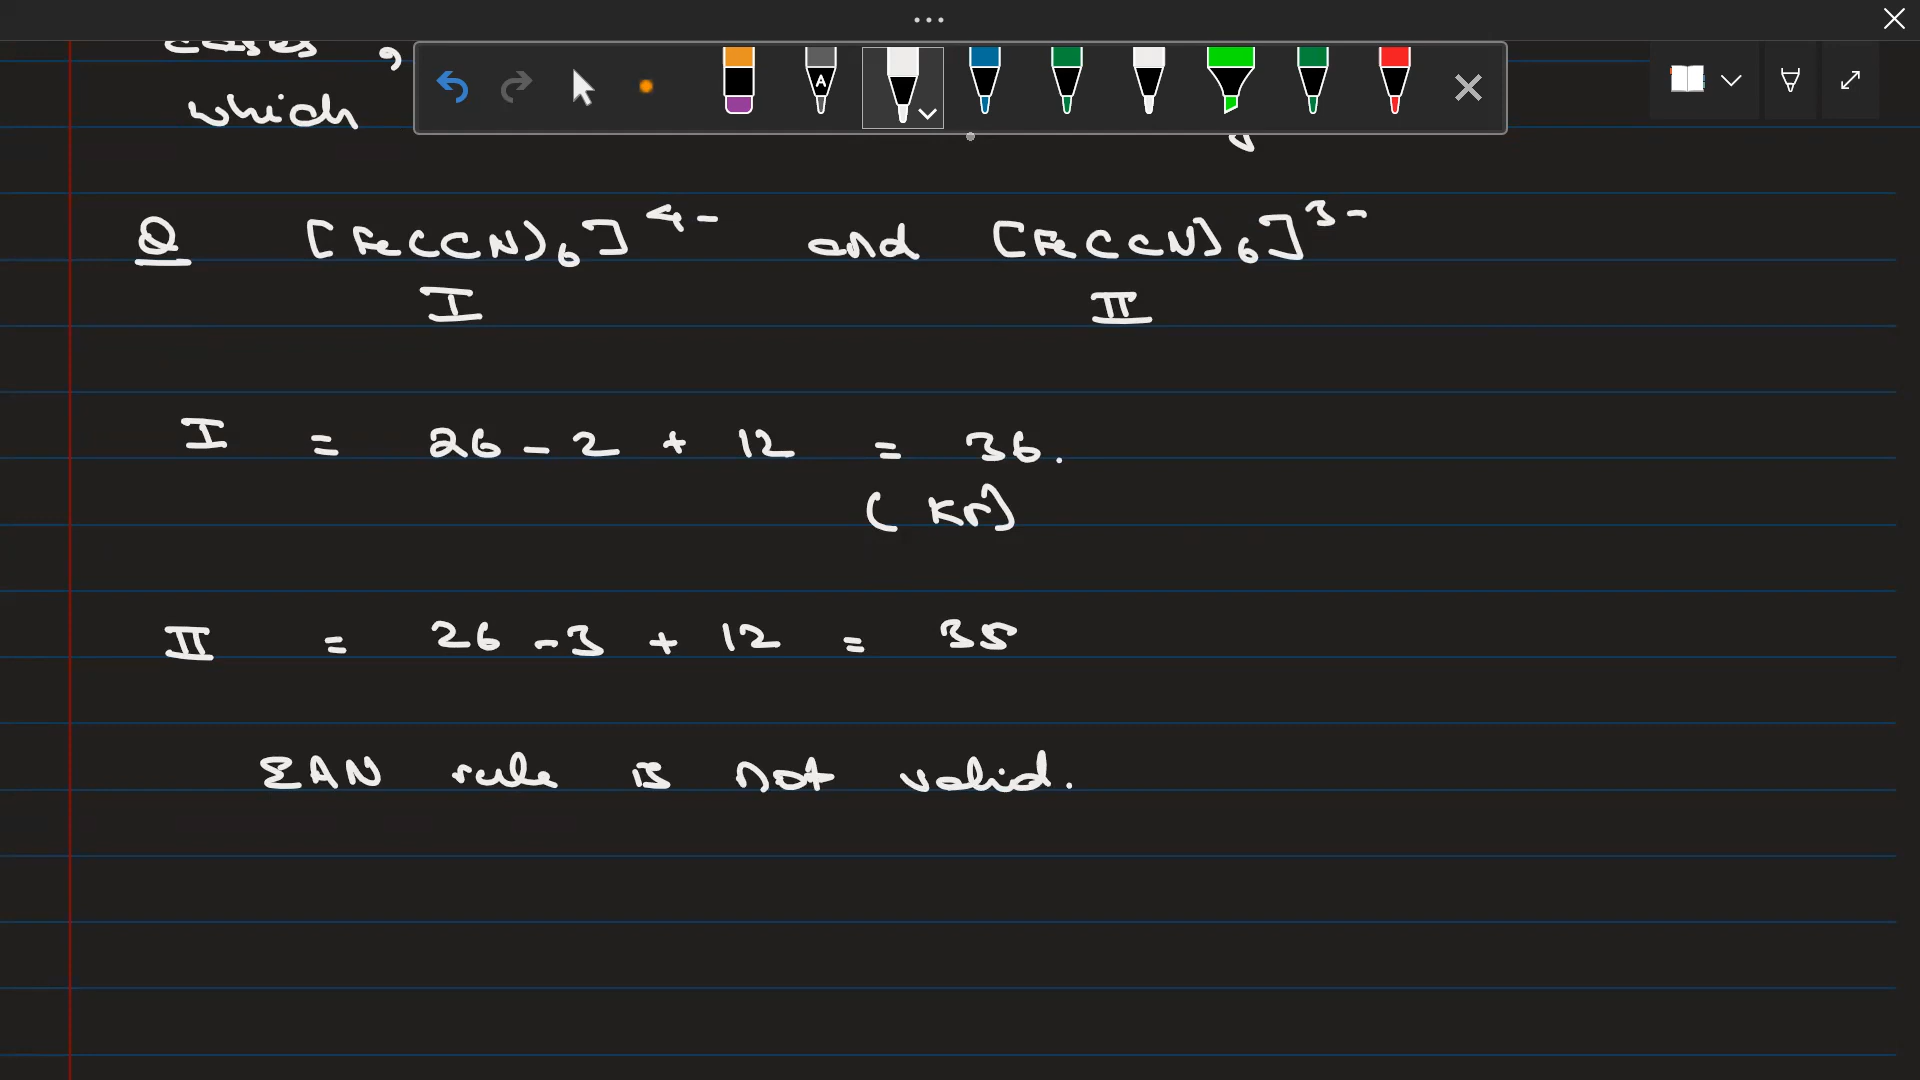 cases,
which
Q [Fe(CN)₆]⁴⁻ and [Fe(CN)₆]³⁻
I II
I = 26 - 2 + 12 = 36.
(Kr)
II = 26 - 3 + 12 = 35
EAN rule is not valid.